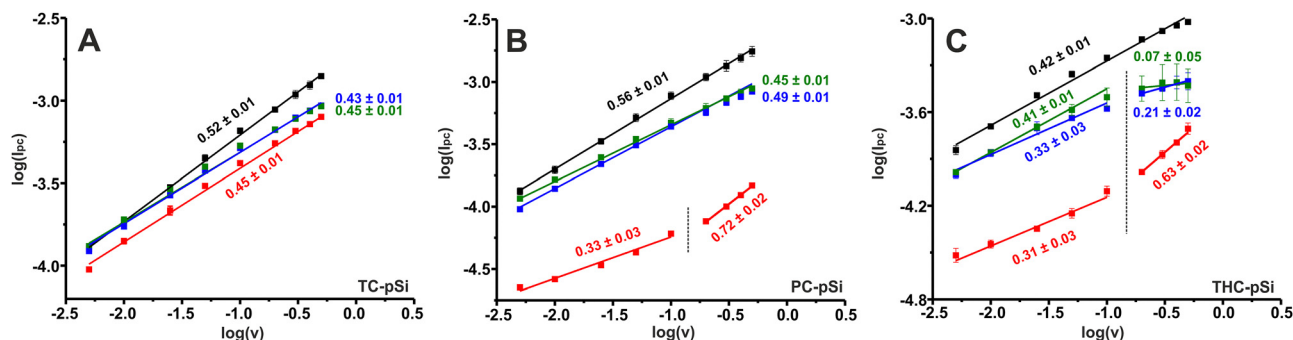 A
log(Ipc)
-2.5
-3.0
-3.5
-4.0
0.52 ± 0.01
0.43 ± 0.01
0.45 ± 0.01
0.45 ± 0.01
TC-pSi
-2.5 -2.0 -1.5 -1.0 -0.5 0.0 0.5
log(v)
B
log(Ipc)
-2.5
-3.0
-3.5
-4.0
-4.5
0.56 ± 0.01
0.45 ± 0.01
0.49 ± 0.01
0.33 ± 0.03
0.72 ± 0.02
PC-pSi
-2.5 -2.0 -1.5 -1.0 -0.5 0.0 0.5
log(v)
C
log(Ipc)
-3.0
-3.6
-4.2
-4.8
0.42 ± 0.01
0.07 ± 0.05
0.41 ± 0.01
0.33 ± 0.03
0.21 ± 0.02
0.63 ± 0.02
0.31 ± 0.03
THC-pSi
-2.5 -2.0 -1.5 -1.0 -0.5 0.0 0.5
log(v)